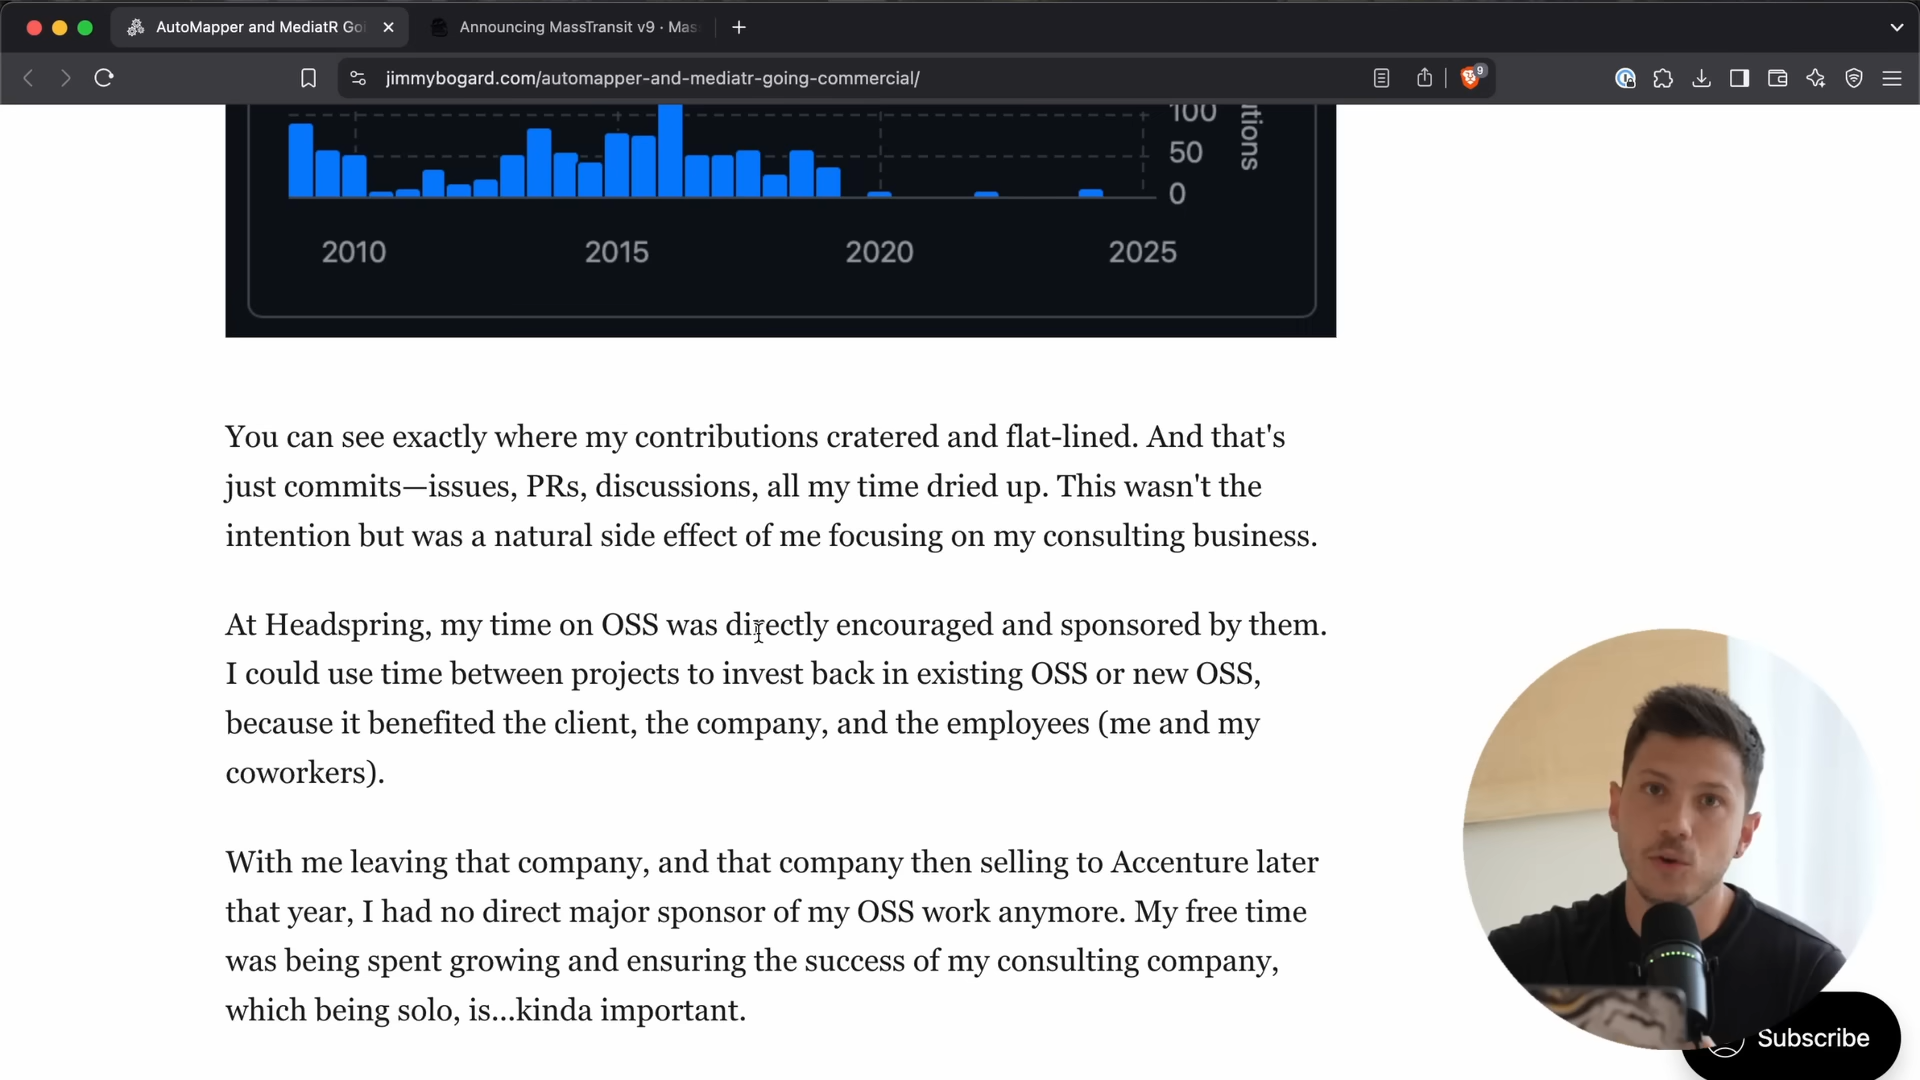 AutoMapper and MediatR Go
Announcing MassTransit v9 · Mas
jimmybogard.com/automapper-and-mediatr-going-commercial/
9
100
50
0
utions
2010
2015
2020
2025
You can see exactly where my contributions cratered and flat-lined. And that's
just commits—issues, PRs, discussions, all my time dried up. This wasn't the
intention but was a natural side effect of me focusing on my consulting business.
At Headspring, my time on OSS was directly encouraged and sponsored by them.
I could use time between projects to invest back in existing OSS or new OSS,
because it benefited the client, the company, and the employees (me and my
coworkers).
With me leaving that company, and that company then selling to Accenture later
that year, I had no direct major sponsor of my OSS work anymore. My free time
was being spent growing and ensuring the success of my consulting company,
which being solo, is...kinda important.
Subscribe